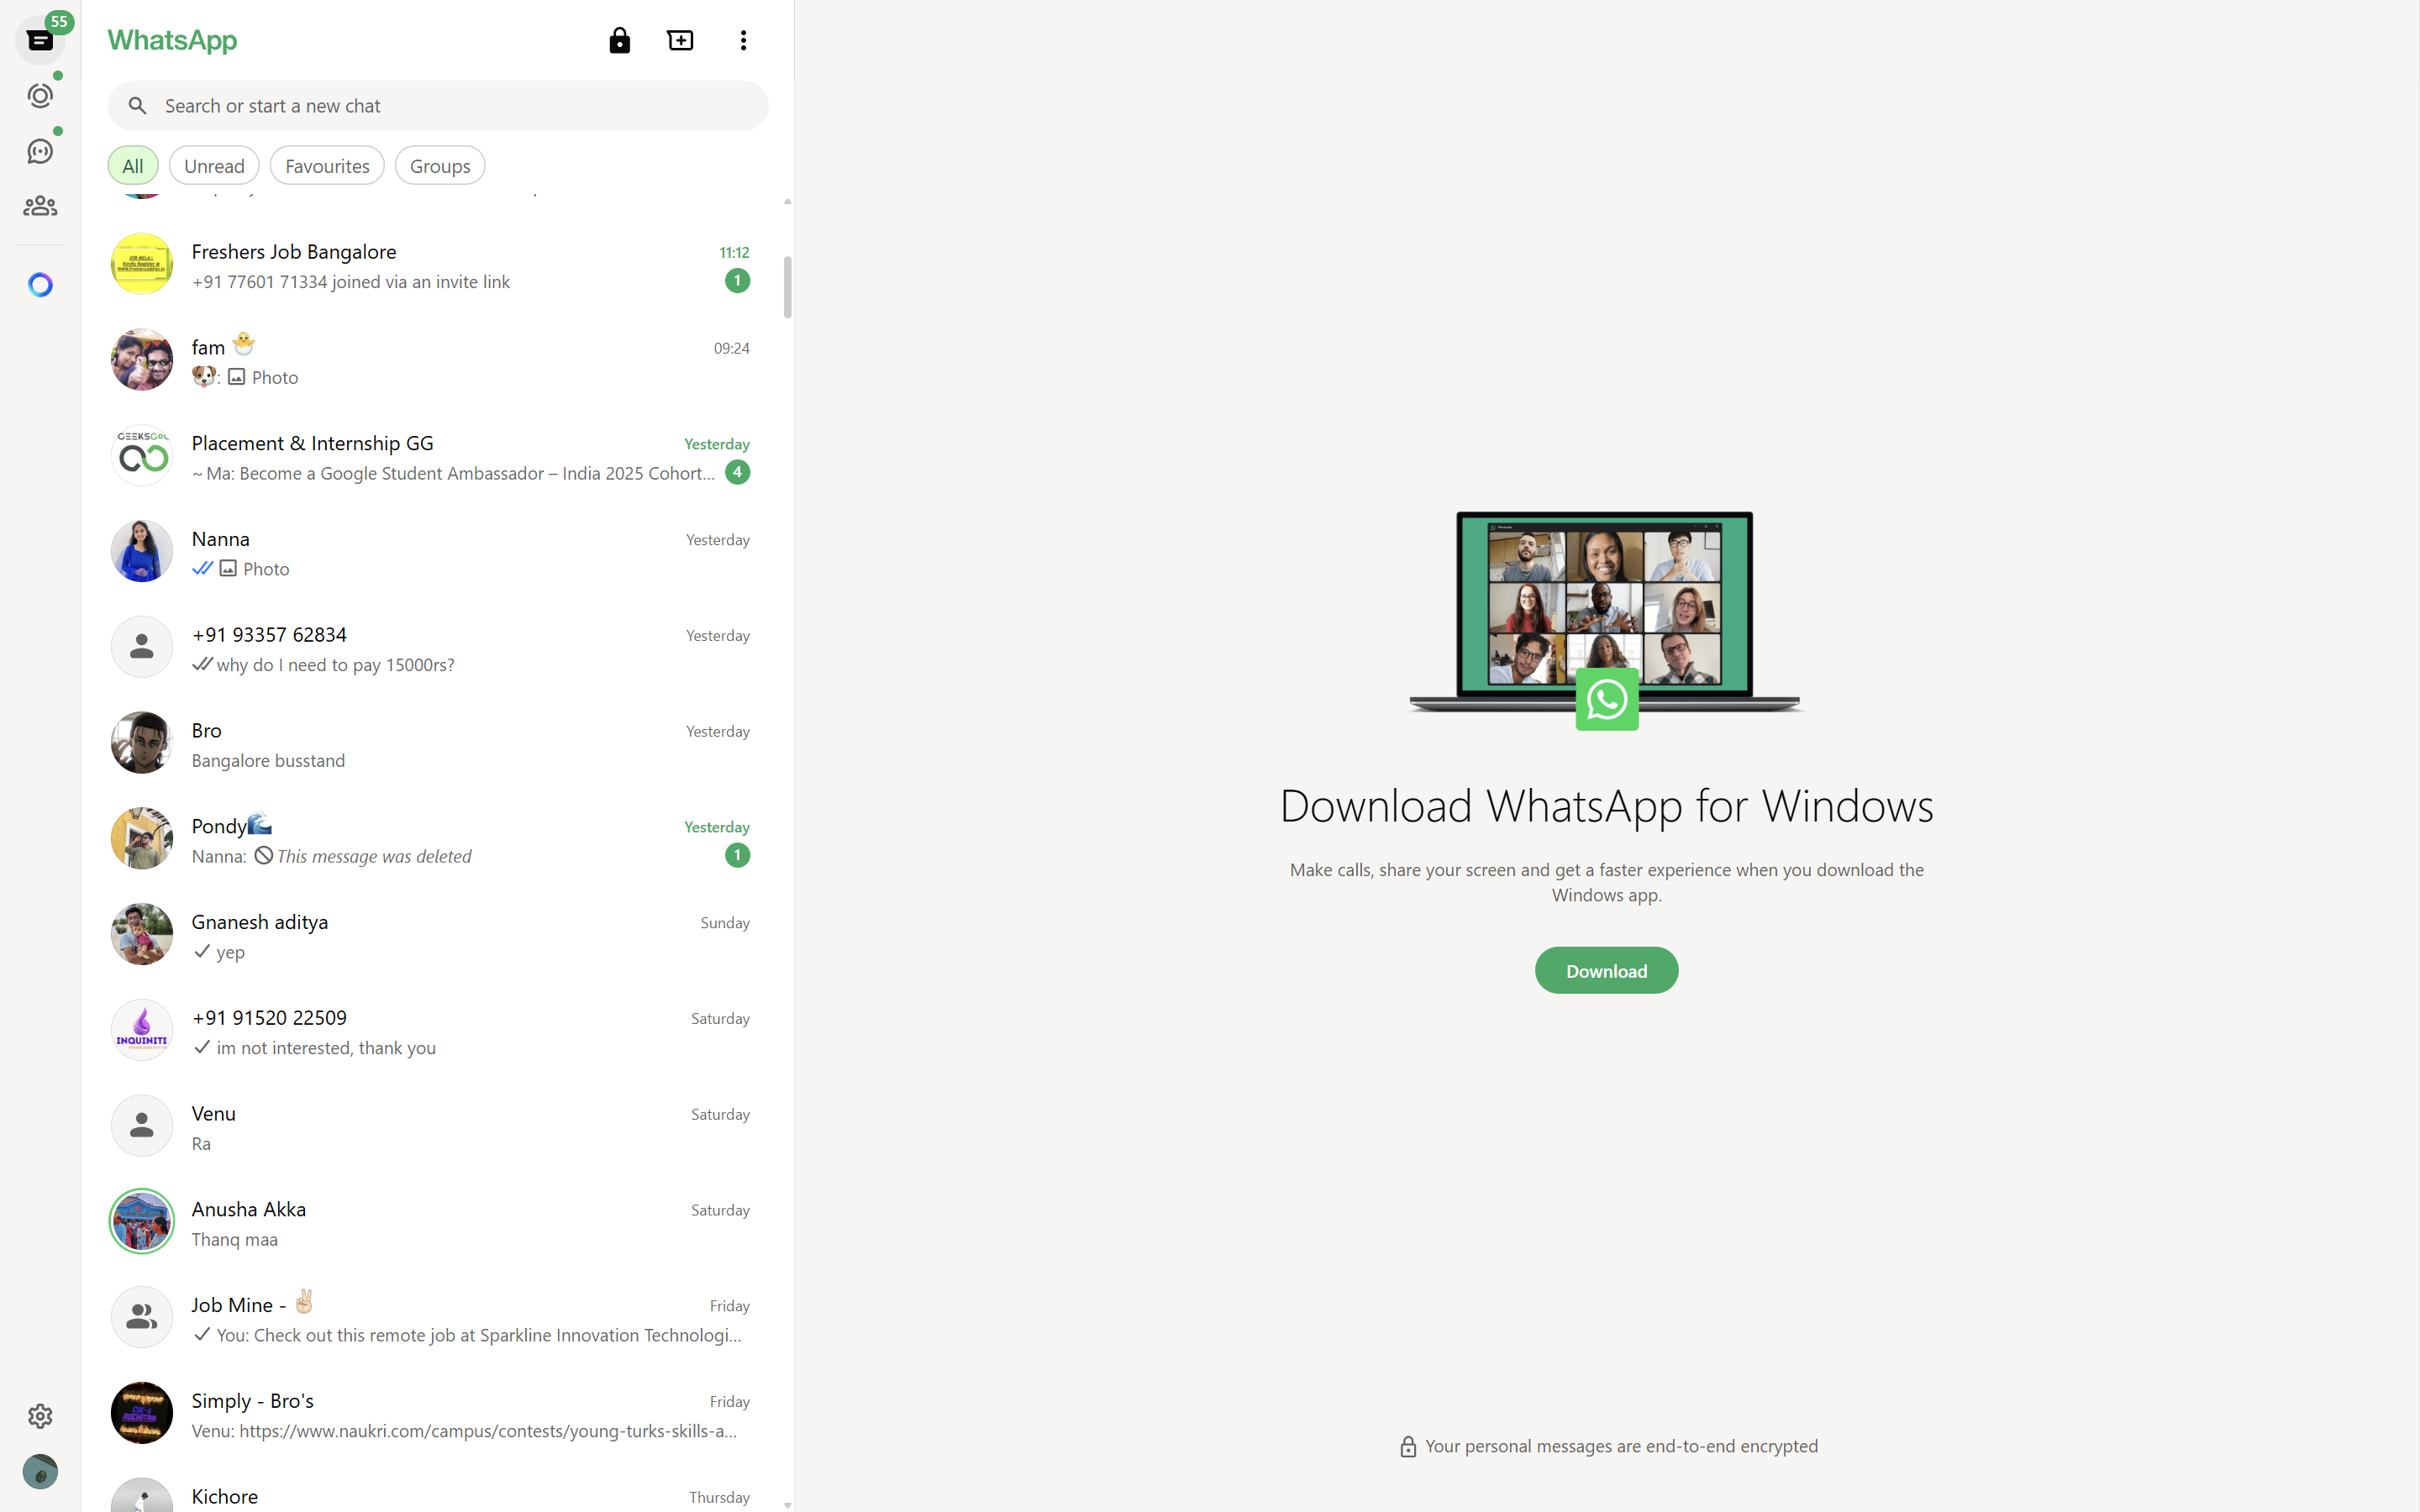 55
WhatsApp
Search or start a new chat
All
Unread
Favourites
Groups
Freshers Job Bangalore
11:12
+91 77601 71334 joined via an invite link
1
fam 🐣
09:24
🐶: Photo
Placement & Internship GG
Yesterday
~ Ma: Become a Google Student Ambassador – India 2025 Cohort...
4
Nanna
Yesterday
Photo
+91 93357 62834
Yesterday
why do I need to pay 15000rs?
Bro
Yesterday
Bangalore busstand
Pondy🌊
Yesterday
Nanna: This message was deleted
1
Gnanesh aditya
Sunday
yep
INQUINITI
+91 91520 22509
Saturday
im not interested, thank you
Venu
Saturday
Ra
Anusha Akka
Saturday
Thanq maa
Job Mine - ✌🏻
Friday
You: Check out this remote job at Sparkline Innovation Technologi...
Simply - Bro's
Friday
Venu: https://www.naukri.com/campus/contests/young-turks-skills-a...
Kichore
Thursday
Download WhatsApp for Windows
Make calls, share your screen and get a faster experience when you download the
Windows app.
Download
Your personal messages are end-to-end encrypted